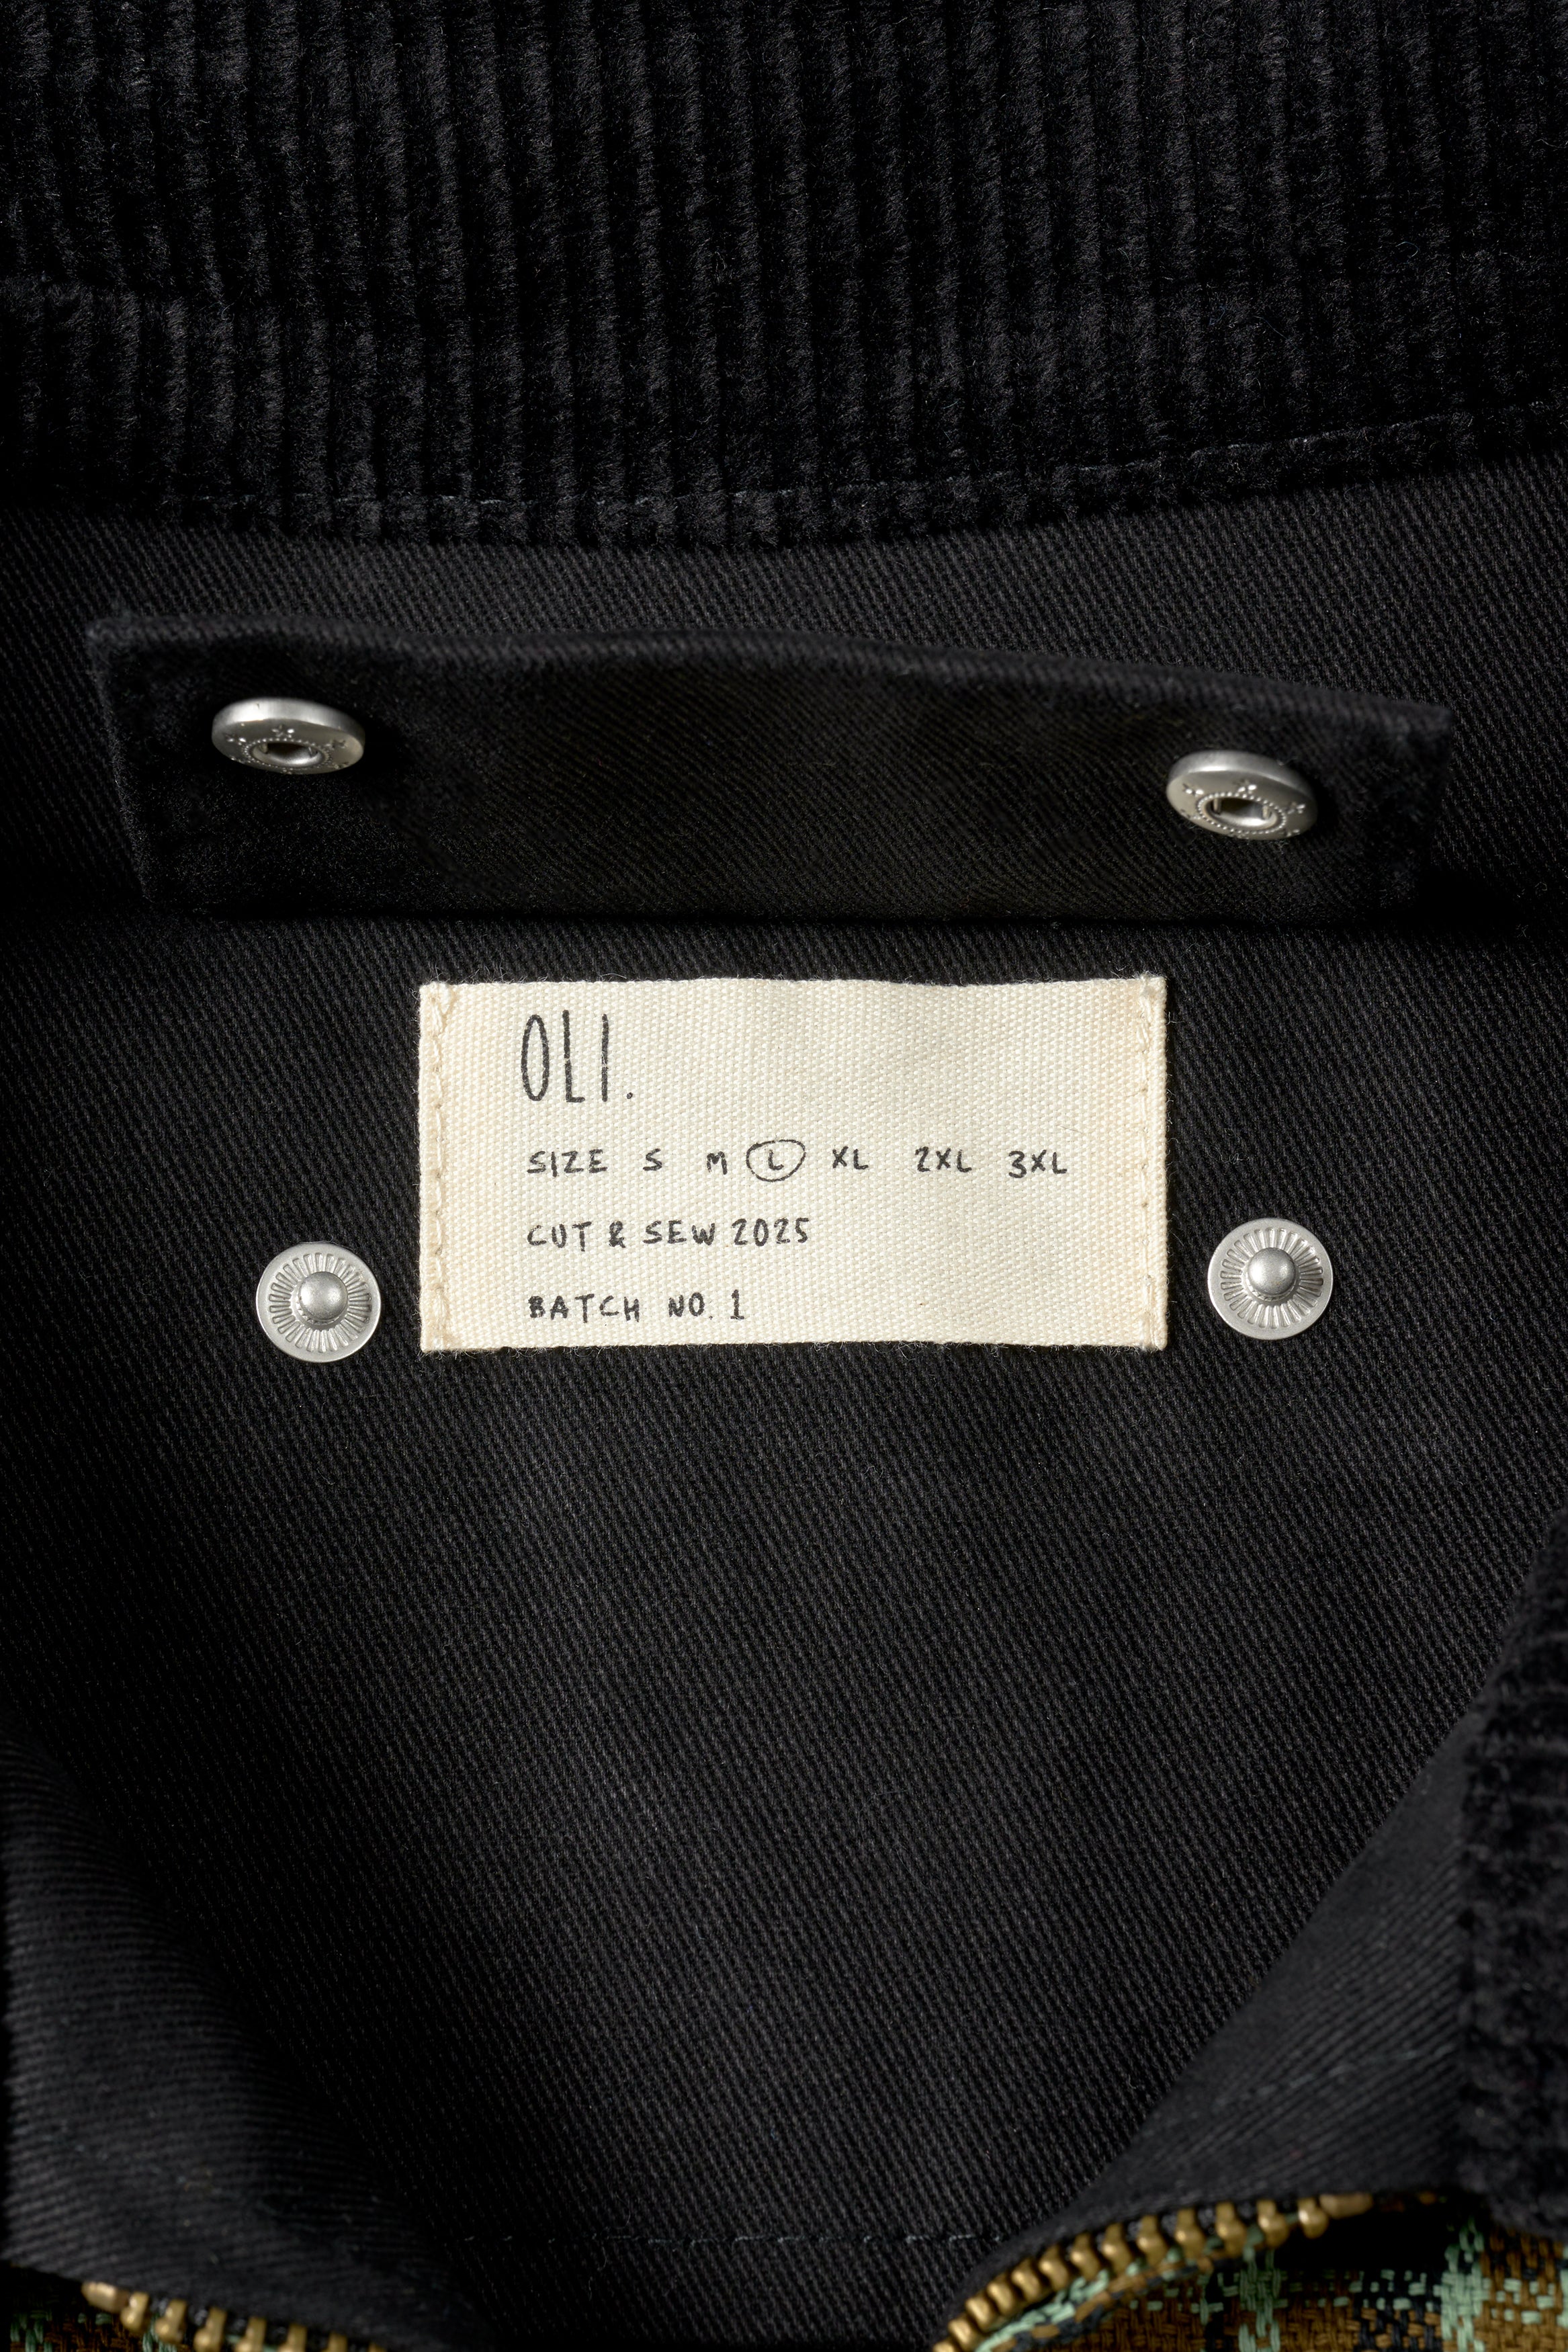 OLI.
SIZE S M L XL 2XL 3XL
CUT & SEW 2025
BATCH NO. 1